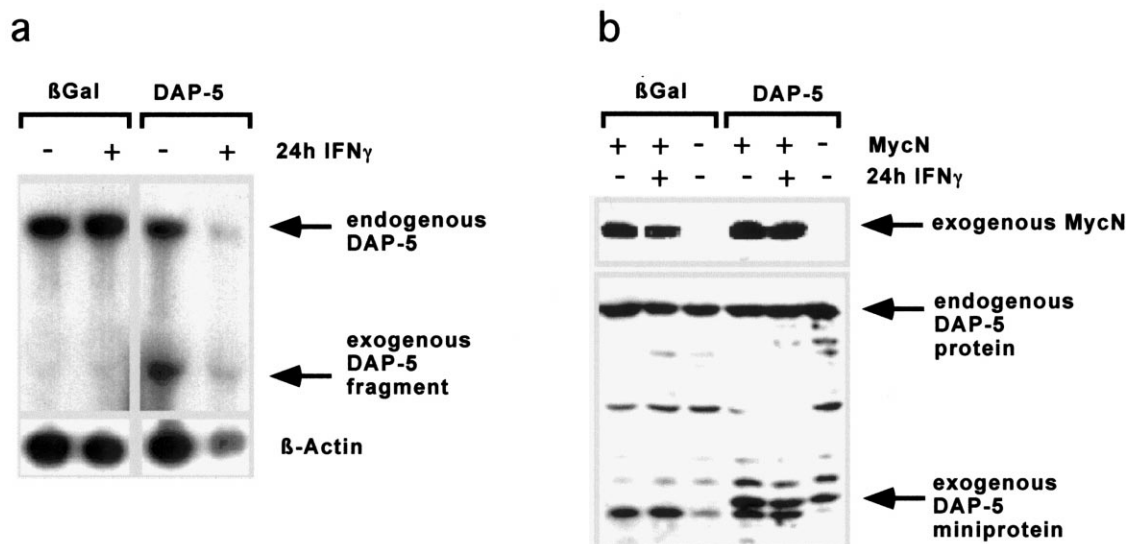 a
ßGal DAP-5
- + - + 24h IFNγ
endogenous
DAP-5
exogenous
DAP-5
fragment
ß-Actin
b
ßGal DAP-5
+ + - + + - MycN
- + - + - 24h IFNγ
exogenous MycN
endogenous
DAP-5
protein
exogenous
DAP-5
miniprotein